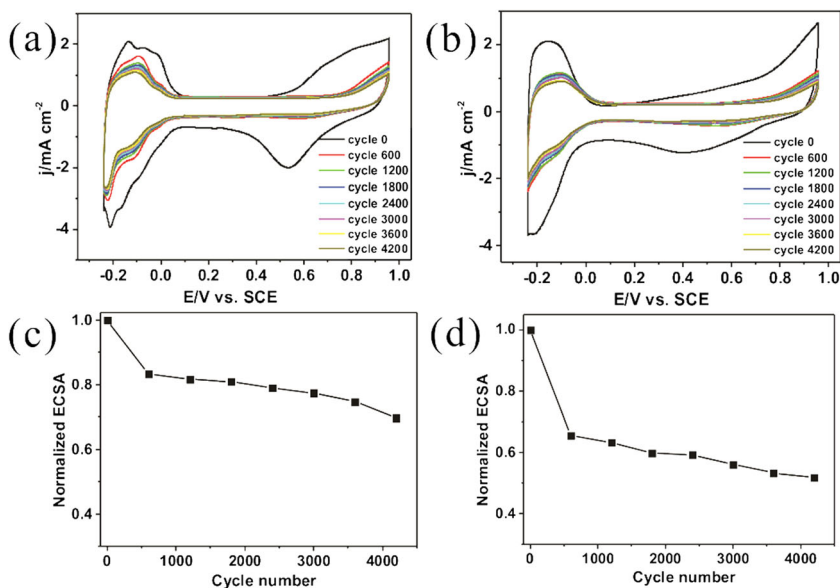 (a)
2
0
-2
-4
j/mA cm⁻²
cycle 0
cycle 600
cycle 1200
cycle 1800
cycle 2400
cycle 3000
cycle 3600
cycle 4200
-0.2 0.0 0.2 0.4 0.6 0.8 1.0
E/V vs. SCE
(b)
2
0
-2
-4
j/mA cm⁻²
cycle 0
cycle 600
cycle 1200
cycle 1800
cycle 2400
cycle 3000
cycle 3600
cycle 4200
-0.2 0.0 0.2 0.4 0.6 0.8 1.0
E/V vs. SCE
(c)
1.0
0.8
0.6
0.4
Normalized ECSA
0 1000 2000 3000 4000
Cycle number
(d)
1.0
0.8
0.6
0.4
Normalized ECSA
0 1000 2000 3000 4000
Cycle number